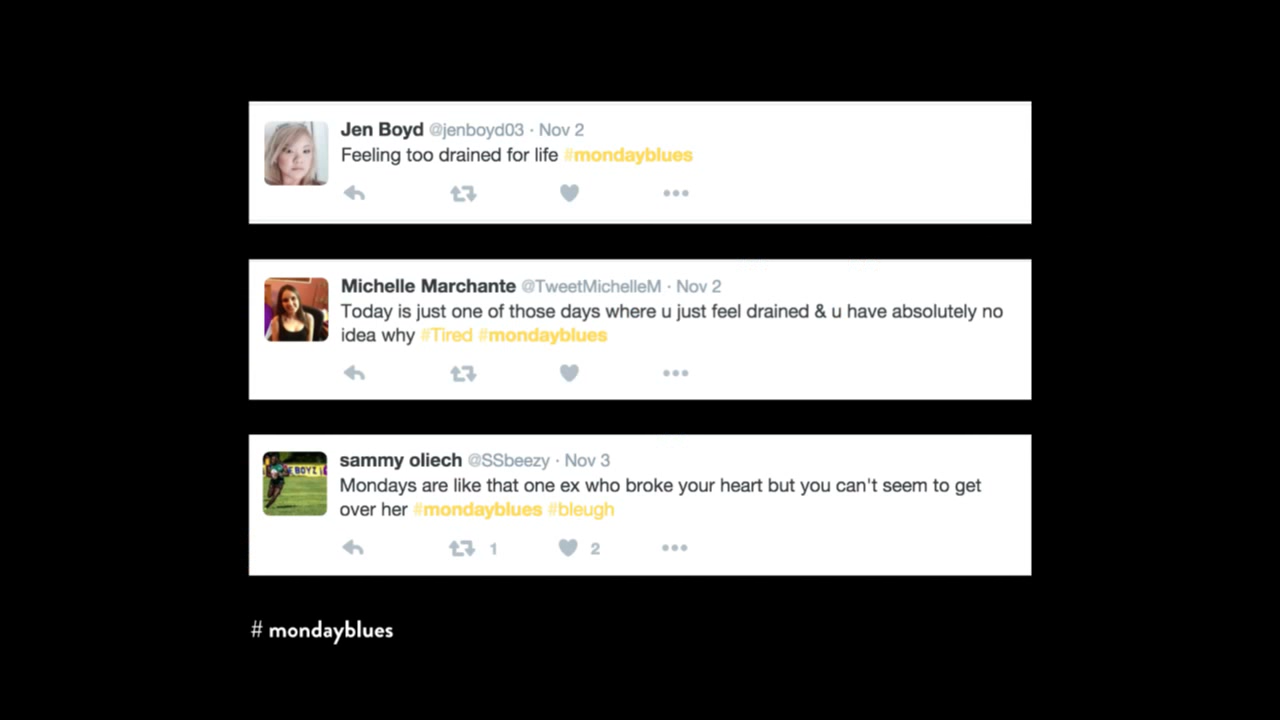 Jen Boyd @jenboyd03 · Nov 2
Feeling too drained for life #mondayblues
Michelle Marchante @TweetMichelleM · Nov 2
Today is just one of those days where u just feel drained & u have absolutely no
idea why #Tired #mondayblues
sammy oliech @SSbeezy · Nov 3
Mondays are like that one ex who broke your heart but you can't seem to get
over her #mondayblues #bleugh
1 2
# mondayblues